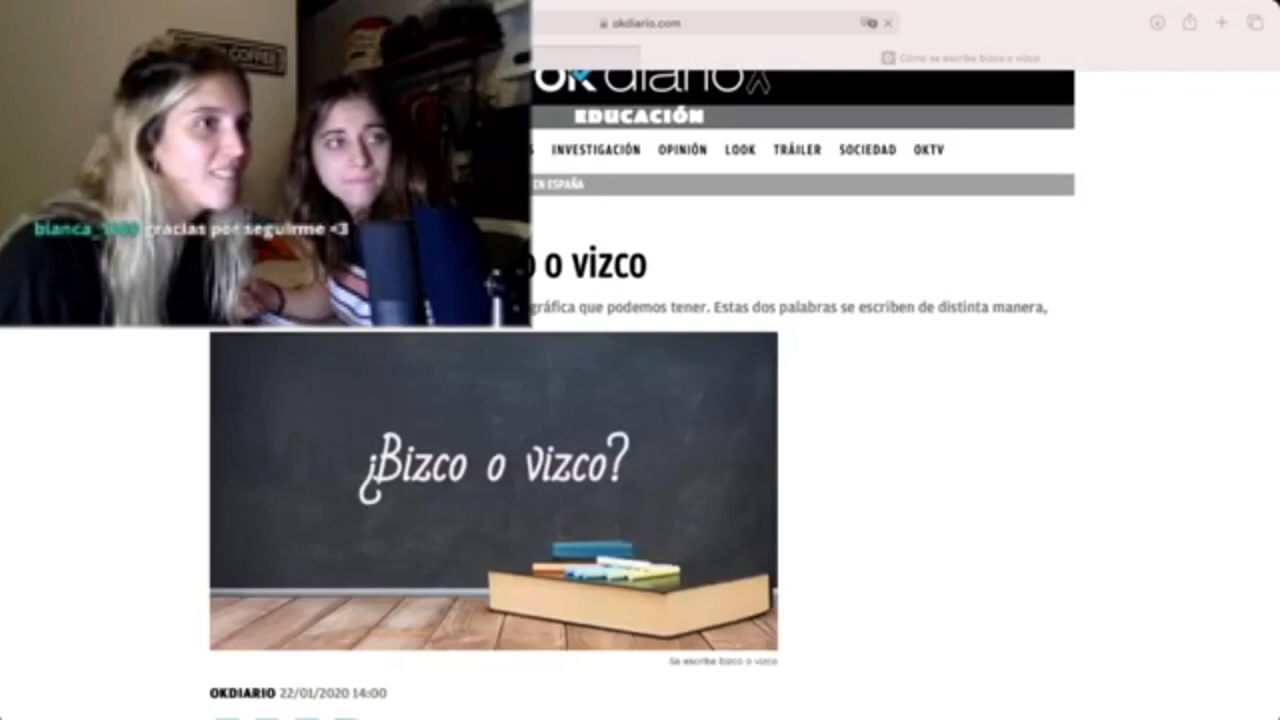 okdiario.com
Cómo se escribe bizco o vizco
COFFEE
OKdiario
EDUCACIÓN
INVESTIGACIÓN OPINIÓN LOOK TRÁILER SOCIEDAD OKTV
EN ESPAÑA
gracias por seguirme <3
o vizco
gráfica que podemos tener. Estas dos palabras se escriben de distinta manera,
¿Bizco o vizco?
Se escribe bizco o vizco
OKDIARIO 22/01/2020 14:00